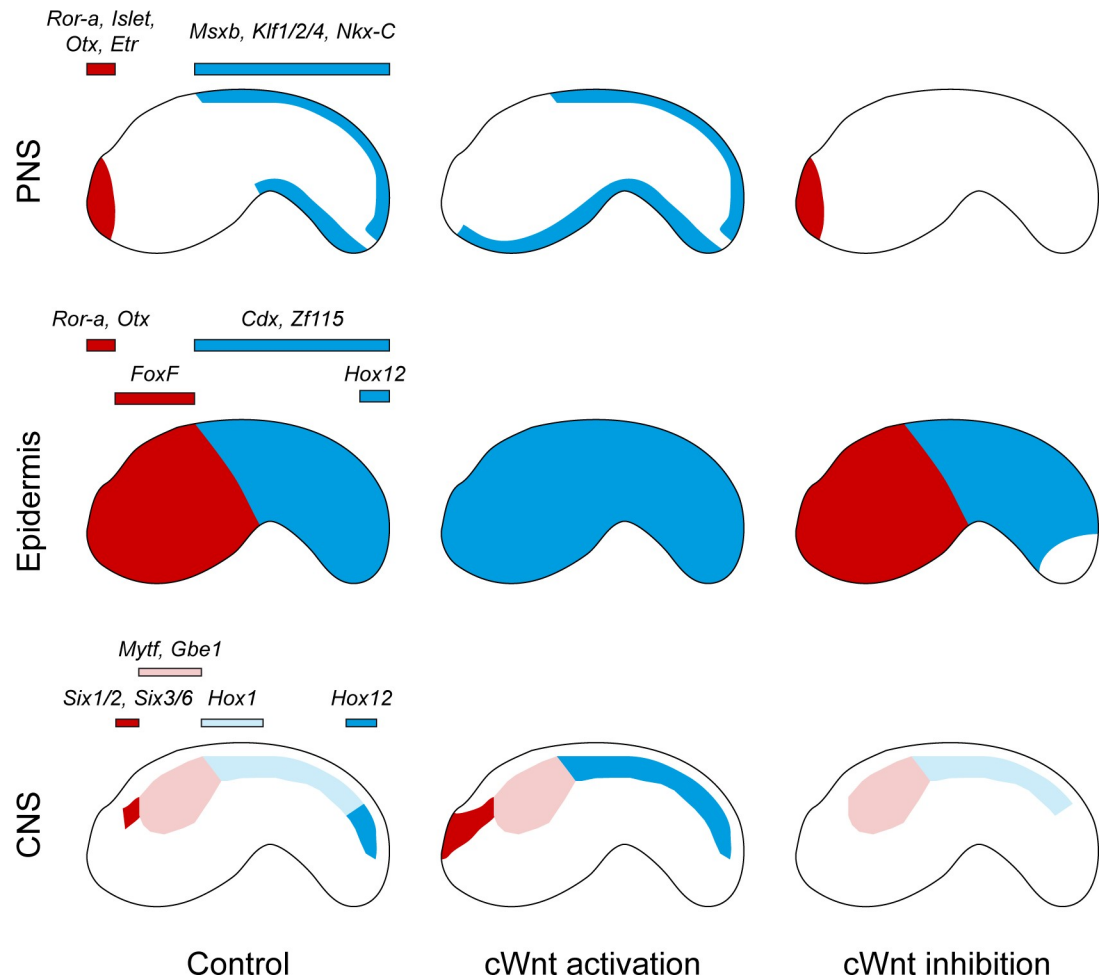 Ror-a, Islet,
Otx, Etr
Msxb, Klf1/2/4, Nkx-C
PNS
Ror-a, Otx
Cdx, Zf115
FoxF
Hox12
Epidermis
Mytf, Gbe1
Six1/2, Six3/6 Hox1 Hox12
CNS
Control
cWnt activation
cWnt inhibition